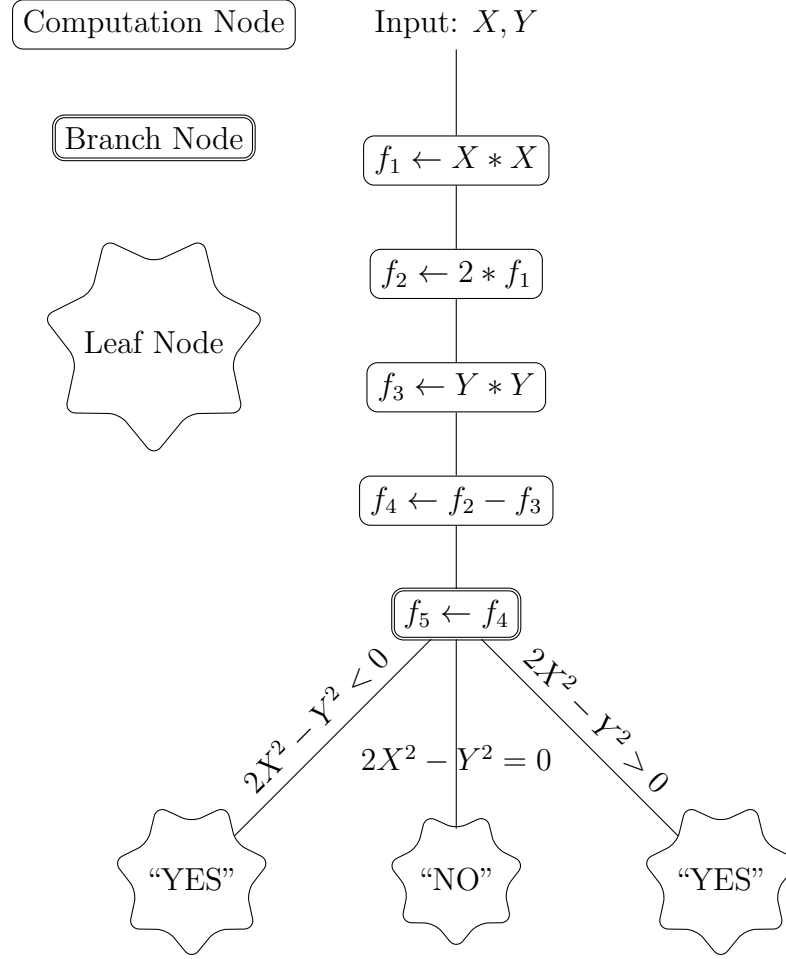 Computation Node
Input: X, Y
Branch Node
f₁ ← X ∗ X
f₂ ← 2 ∗ f₁
Leaf Node
f₃ ← Y ∗ Y
f₄ ← f₂ − f₃
f₅ ← f₄
2X² − Y² < 0
2X² − Y² = 0
2X² − Y² > 0
“YES”
“NO”
“YES”